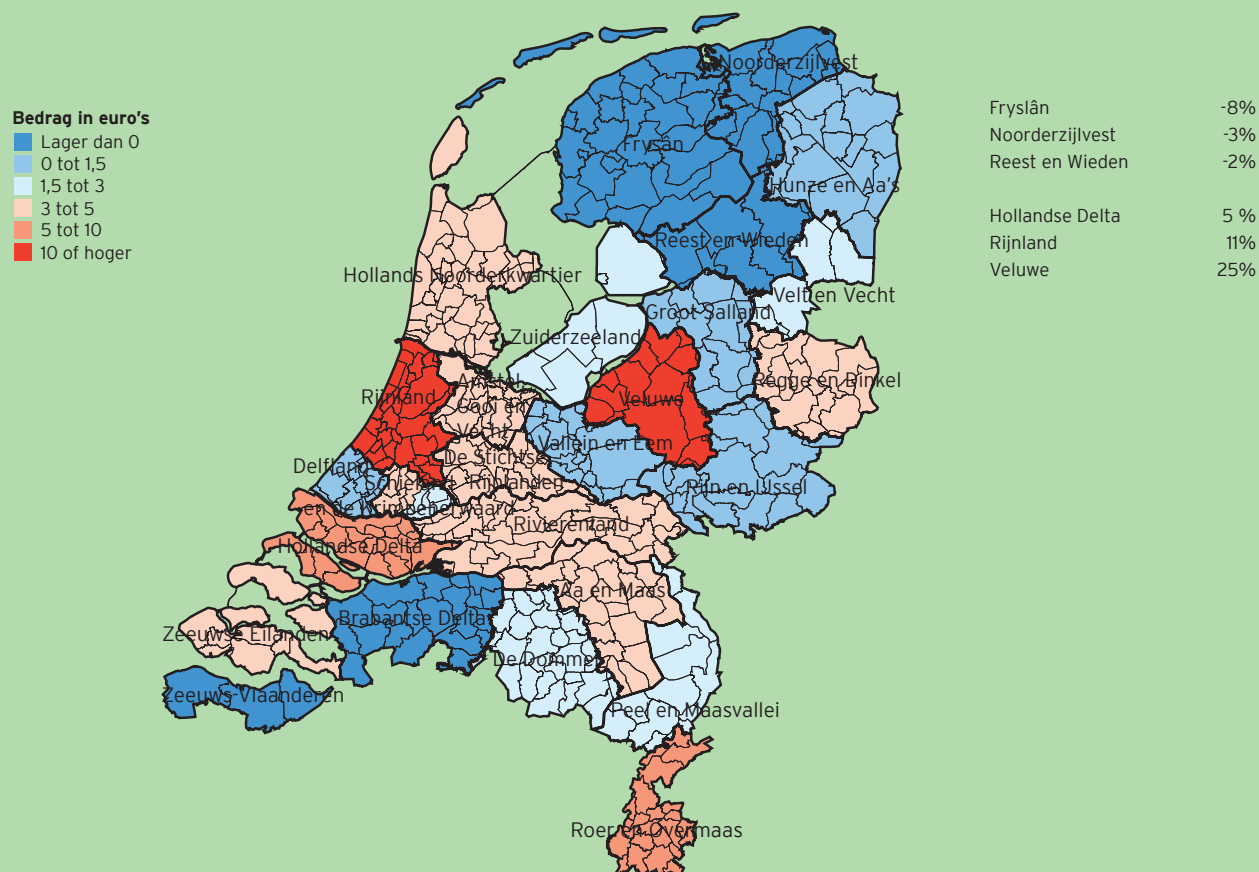 Bedrag in euro's
Lager dan 0
0 tot 1,5
1,5 tot 3
3 tot 5
5 tot 10
10 of hoger
Noorderzijlvest
Frysân
Hunze en Aa's
Reest en Wieden
Hollands Noorderkwartier
Velt en Vecht
Groot Salland
Zuiderzeeland
Regge en Dinkel
Amstel
Gooi en
Vecht
Rijnland
Veluwe
Vallein en Eem
De Stichtse
Rijnlanden
Delfland
Schieland
en de Krimpenerwaard
Rijn en IJssel
Rivierenland
Hollandse Delta
Aa en Maas
Brabantse Delta
Zeeuwse Eilanden
De Dommel
Zeeuws-Vlaanderen
Peel en Maasvallei
Roer en Overmaas
Fryslân -8%
Noorderzijlvest -3%
Reest en Wieden -2%
Hollandse Delta 5 %
Rijnland 11%
Veluwe 25%